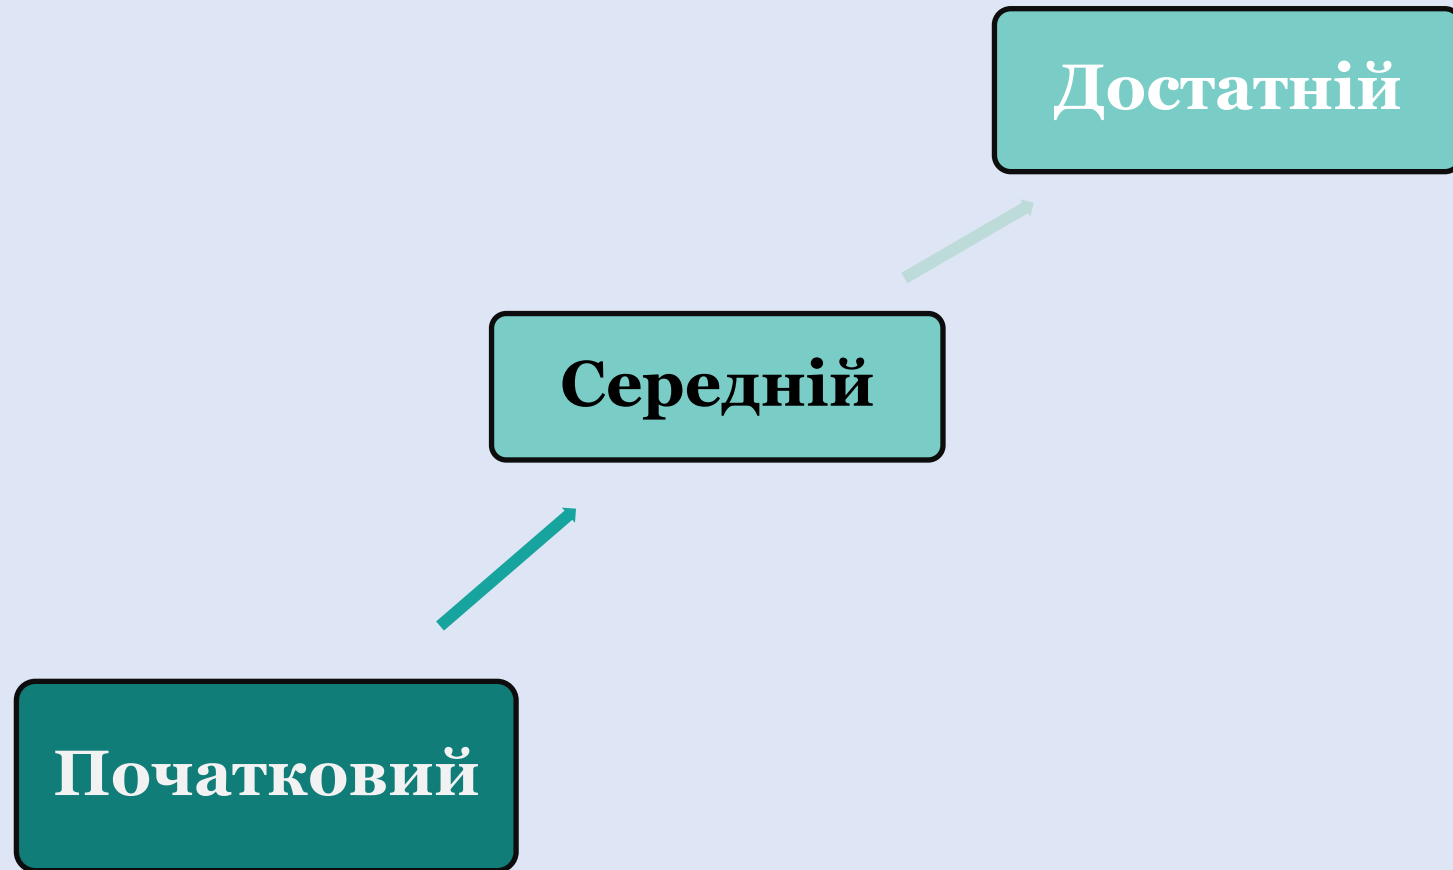 Достатній
Середній
Початковий